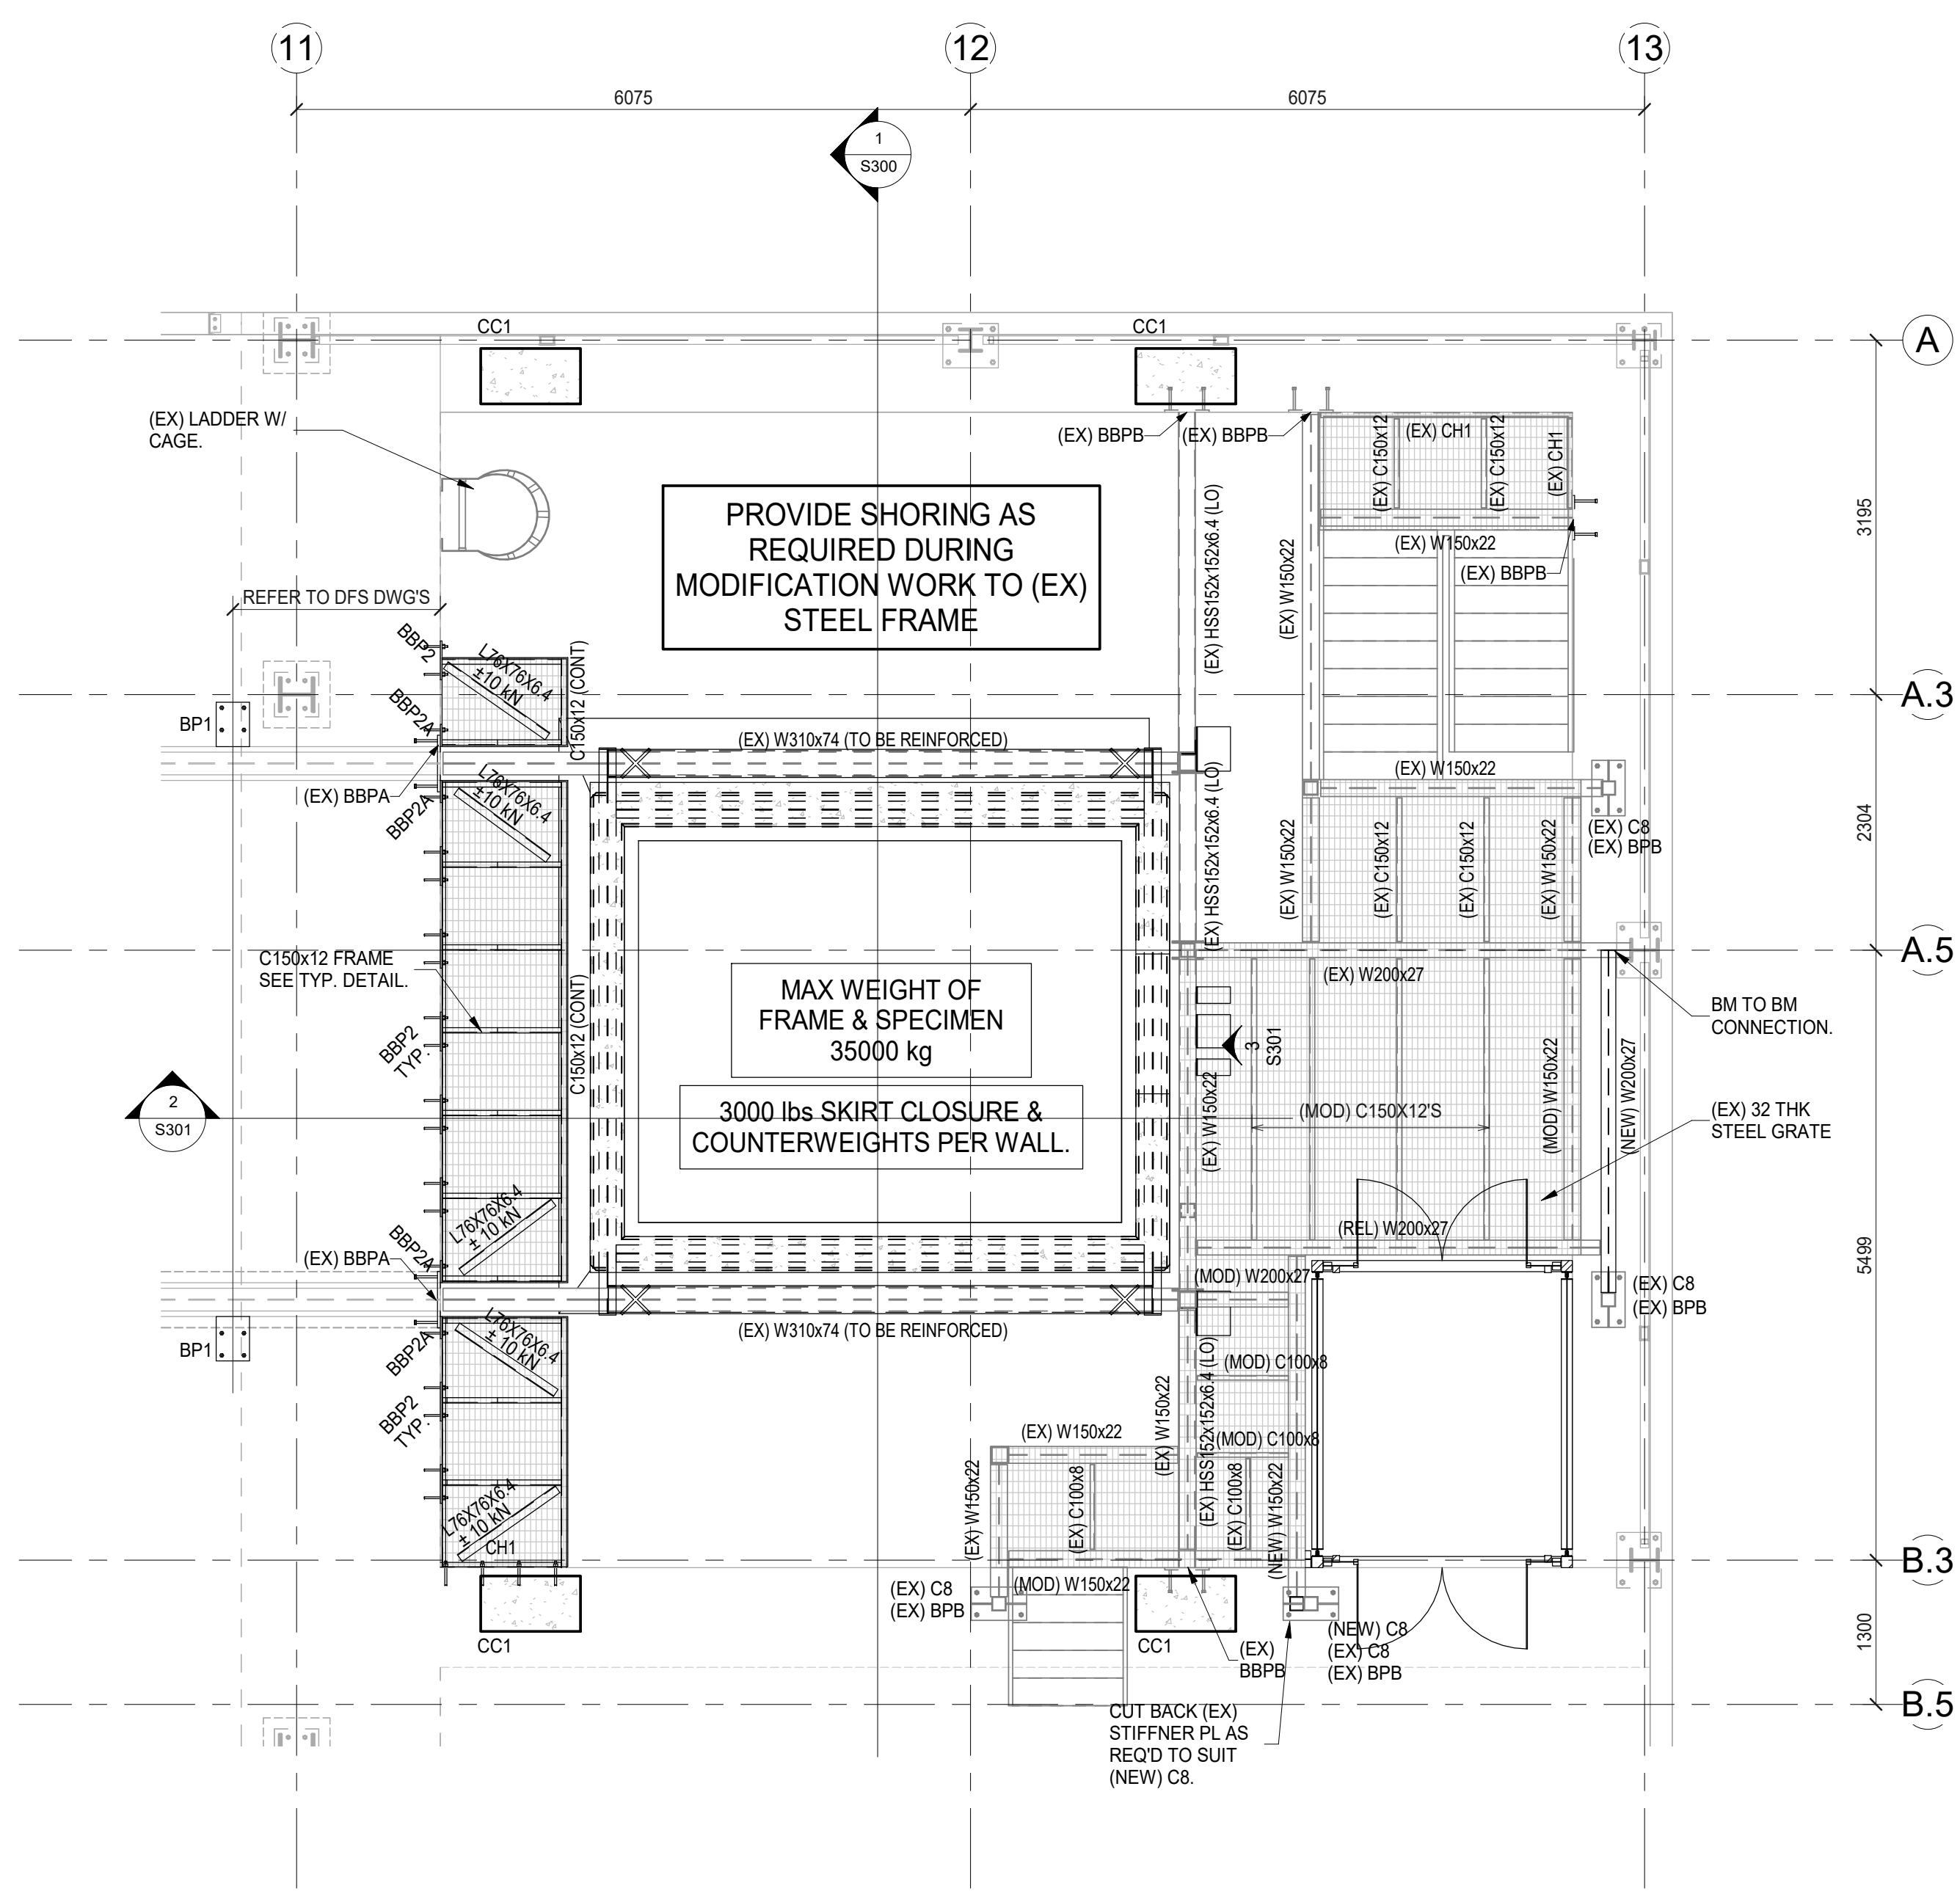 11
12
13
6075
6075
1
S300
CC1
CC1
A
(EX) LADDER W/
CAGE.
(EX) BBPB
(EX) BBPB
(EX) C150x12
(EX) CH1
(EX) C150x12
(EX) CH1
PROVIDE SHORING AS
REQUIRED DURING
MODIFICATION WORK TO (EX)
STEEL FRAME
(EX) HSS152x152x6.4 (LO)
(EX) W150x22
(EX) W150x22
(EX) BBPB
3195
REFER TO DFS DWG'S
BBP2
L76X76X6.4
±10 kN
C150x12 (CONT)
BBP2A
A.3
BP1
(EX) W310x74 (TO BE REINFORCED)
(EX) HSS152x152x6.4 (LO)
(EX) W150x22
(EX) BBPA
BBP2A
L76X76X6.4
±10 kN
(EX) W150x22
(EX) C150x12
(EX) C150x12
(EX) W150x22
(EX) C8
(EX) BPB
2304
C150x12 FRAME
SEE TYP. DETAIL.
C150x12 (CONT)
BBP2
TYP.
MAX WEIGHT OF
FRAME & SPECIMEN
35000 kg
3000 lbs SKIRT CLOSURE &
COUNTERWEIGHTS PER WALL.
(EX) W200x27
A.5
BM TO BM
CONNECTION.
3
S301
(EX) W150x22
(MOD) C150X12'S
(MOD) W150x22
(NEW) W200x27
(EX) 32 THK
STEEL GRATE
2
S301
L76X76X6.4
± 10 kN
BBP2A
(EX) BBPA
(REL) W200x27
(MOD) W200x27
5499
(EX) C8
(EX) BPB
BP1
BBP2A
L76X76X6.4
± 10 kN
(EX) W310x74 (TO BE REINFORCED)
(MOD) C100x8
BBP2
TYP.
(EX) W150x22
(EX) W150x22
(EX) HSS152x152x6.4 (LO)
(MOD) C100x8
L76X76X6.4
± 10 kN
CH1
(EX) W150x22
(EX) C100x8
(EX) C100x8
(NEW) W150x22
B.3
(EX) C8
(EX) BPB
(MOD) W150x22
CC1
CC1
(EX)
BBPB
(NEW) C8
(EX) C8
(EX) BPB
1300
CUT BACK (EX)
STIFFNER PL AS
REQ'D TO SUIT
(NEW) C8.
B.5